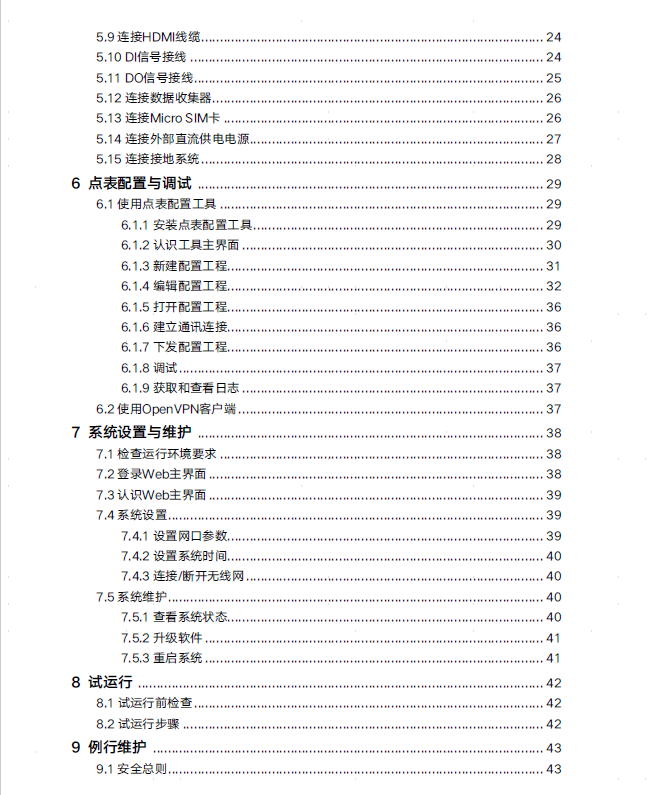 5.9 连接HDMI线缆........................................ 24
5.10 DI信号接线........................................ 24
5.11 DO信号接线........................................ 25
5.12 连接数据收集器........................................ 26
5.13 连接Micro SIM卡........................................ 26
5.14 连接外部直流供电电源........................................ 27
5.15 连接接地系统........................................ 28
6 点表配置与调试........................................ 29
6.1 使用点表配置工具........................................ 29
6.1.1 安装点表配置工具........................................ 29
6.1.2 认识工具主界面........................................ 30
6.1.3 新建配置工程........................................ 31
6.1.4 编辑配置工程........................................ 32
6.1.5 打开配置工程........................................ 36
6.1.6 建立通讯连接........................................ 36
6.1.7 下发配置工程........................................ 36
6.1.8 调试........................................ 37
6.1.9 获取和查看日志........................................ 37
6.2 使用OpenVPN客户端........................................ 37
7 系统设置与维护........................................ 38
7.1 检查运行环境要求........................................ 38
7.2 登录Web主界面........................................ 38
7.3 认识Web主界面........................................ 39
7.4 系统设置........................................ 39
7.4.1 设置网口参数........................................ 39
7.4.2 设置系统时间........................................ 40
7.4.3 连接/断开无线网........................................ 40
7.5 系统维护........................................ 40
7.5.1 查看系统状态........................................ 40
7.5.2 升级软件........................................ 41
7.5.3 重启系统........................................ 41
8 试运行........................................ 42
8.1 试运行前检查........................................ 42
8.2 试运行步骤........................................ 42
9 例行维护........................................ 43
9.1 安全总则........................................ 43